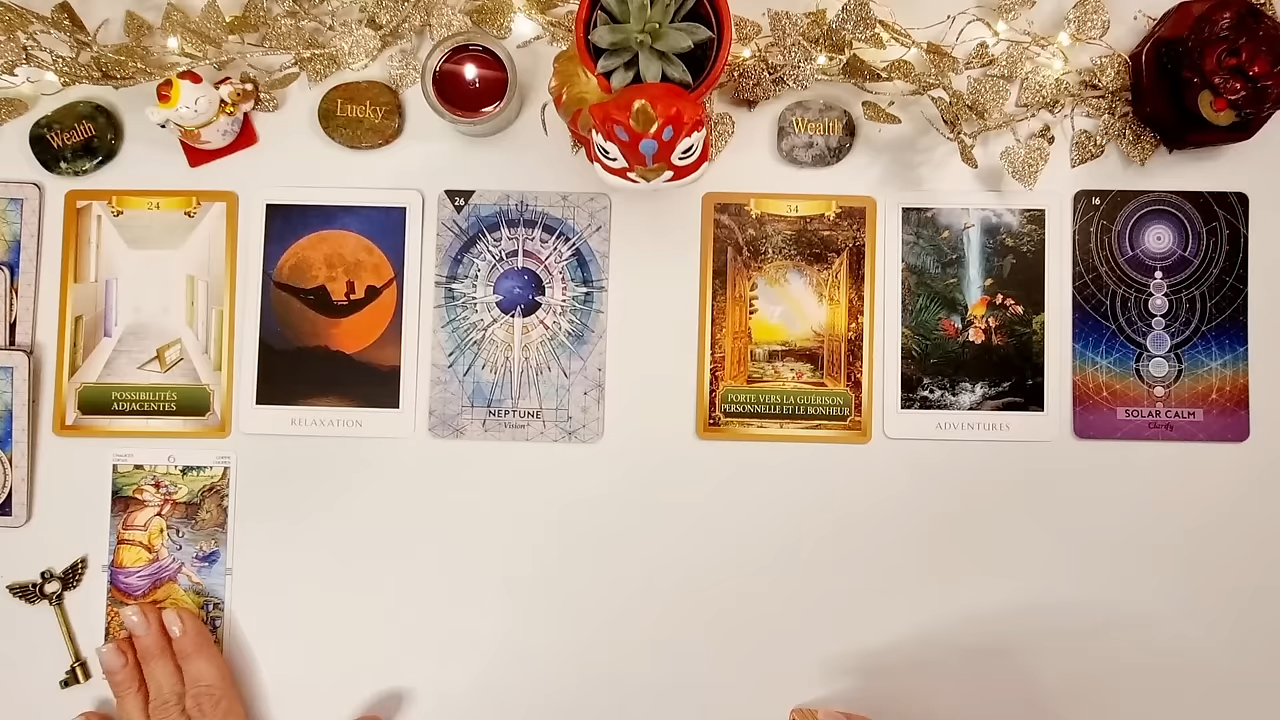 Wealth
Lucky
Wealth
24
POSSIBILITÉS
ADJACENTES
RELAXATION
26
NEPTUNE
Vision
34
PORTE VERS LA GUÉRISON
PERSONNELLE ET LE BONHEUR
ADVENTURES
16
SOLAR CALM
Clarify
6